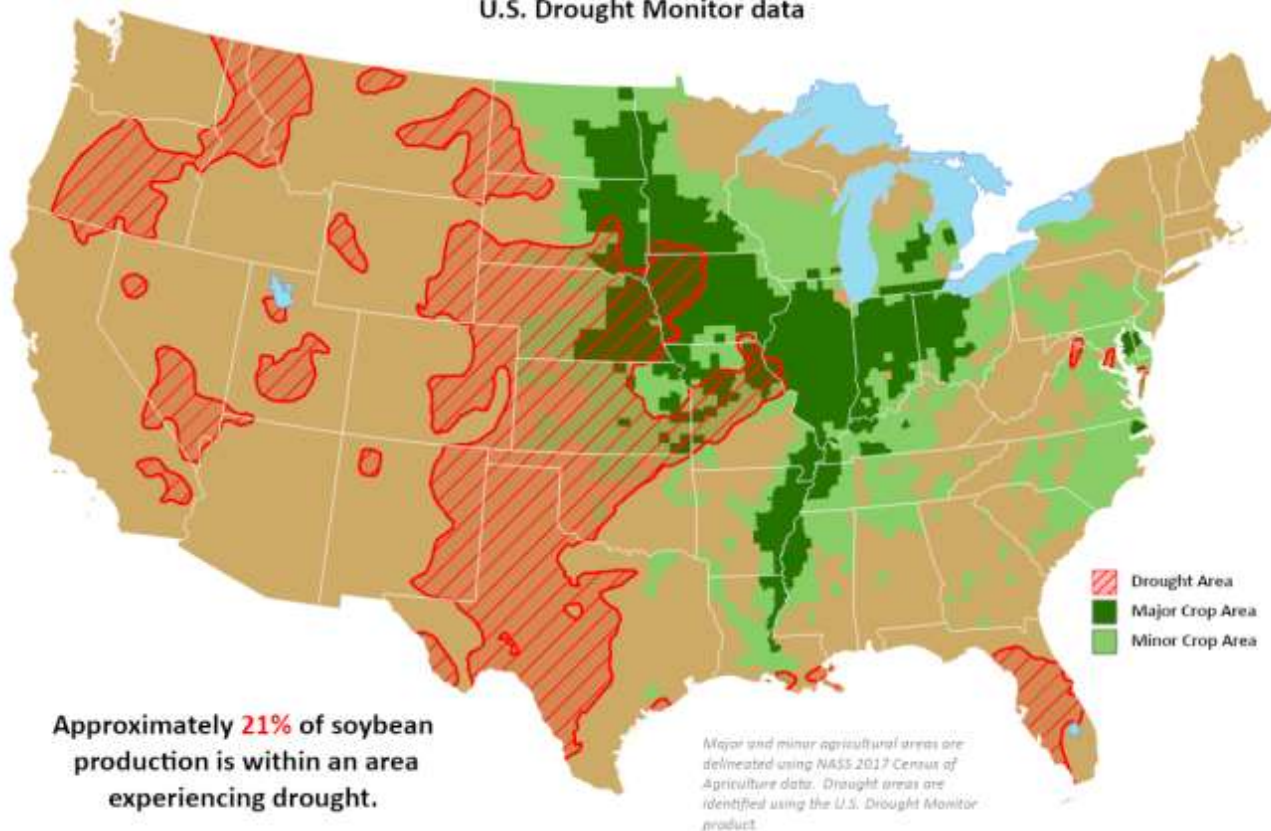 U.S. Drought Monitor data
Drought Area
Major Crop Area
Minor Crop Area
Approximately 21% of soybean
production is within an area
experiencing drought.
Major and minor agricultural areas are
delineated using NASS 2017 Census of
Agriculture data. Drought areas are
identified using the U.S. Drought Monitor
product.